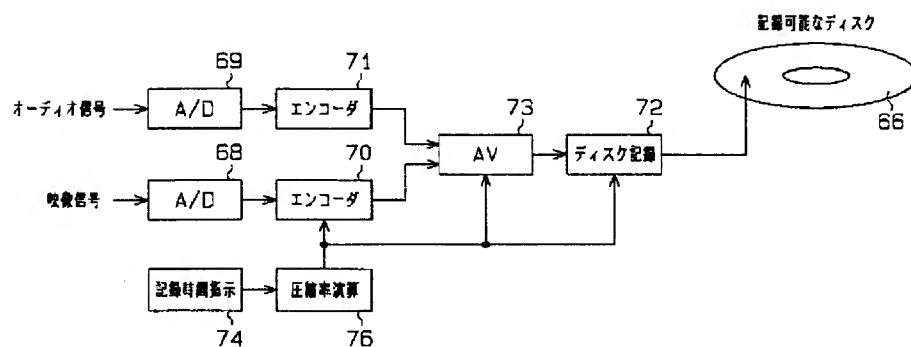 記録可能なディスク
69
71
オーディオ信号
A/D
エンコーダ
73
72
66
AV
ディスク記録
68
70
映像信号
A/D
エンコーダ
記録時間指示
圧縮率演算
74
76